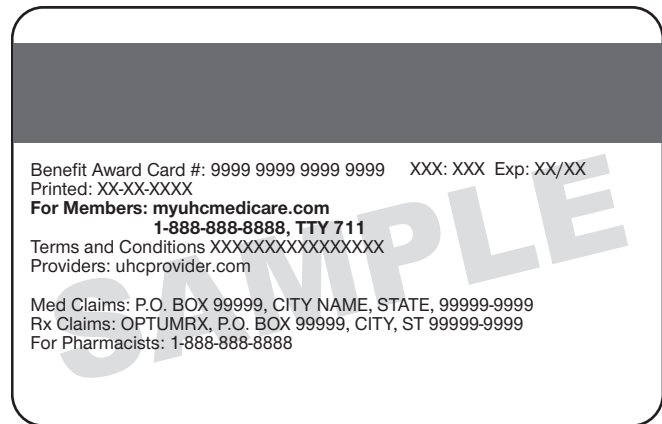 Benefit Award Card #: 9999 9999 9999 9999 XXX: XXX Exp: XX/XX
Printed: XX-XX-XXXX
For Members: myuhcmedicare.com
1-888-888-8888, TTY 711
Terms and Conditions XXXXXXXXXXXXXXXX
Providers: uhcprovider.com
Med Claims: P.O. BOX 99999, CITY NAME, STATE, 99999-9999
Rx Claims: OPTUMRX, P.O. BOX 99999, CITY, ST 99999-9999
For Pharmacists: 1-888-888-8888
SAMPLE